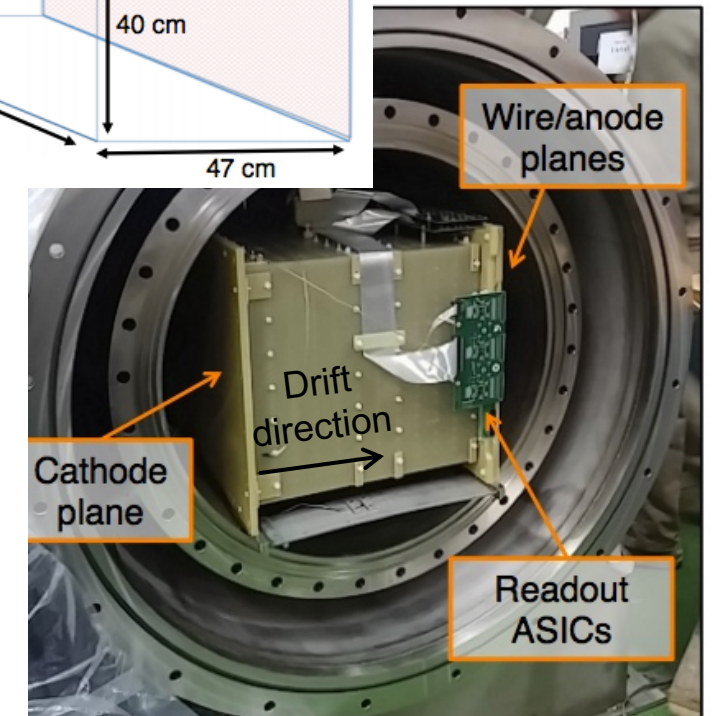 40 cm
47 cm
Wire/anode
planes
Drift
direction
Cathode
plane
Readout
ASICs